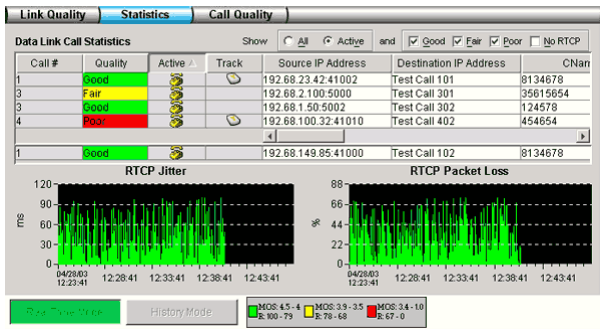 Link Quality Statistics Call Quality
Data Link Call Statistics Show All Active and Good Fair Poor No RTCP
Call # Quality Active Track Source IP Address Destination IP Address CNam
1 Good 192.68.23.42:41002 Test Call 101 8134678
3 Fair 192.68.2.100:5000 Test Call 301 35615654
3 Good 192.68.1.50:5002 Test Call 302 124578
4 Poor 192.68.100.32:41010 Test Call 402 454654
1 Good 192.68.149.85:41000 Test Call 102 8134678
RTCP Jitter RTCP Packet Loss
120 88
90 66
ms 60 % 44
30 22
0 0
04/28/03 04/28/03
12:23:41 12:28:41 12:33:41 12:38:41 12:43:41 12:23:41 12:28:41 12:33:41 12:38:41 12:43:41
Real Time Mode History Mode
MOS: 4.5 - 4 MOS: 3.9 - 3.5 MOS: 3.4 - 1.0
R: 100 - 79 R: 78 - 68 R: 67 - 0